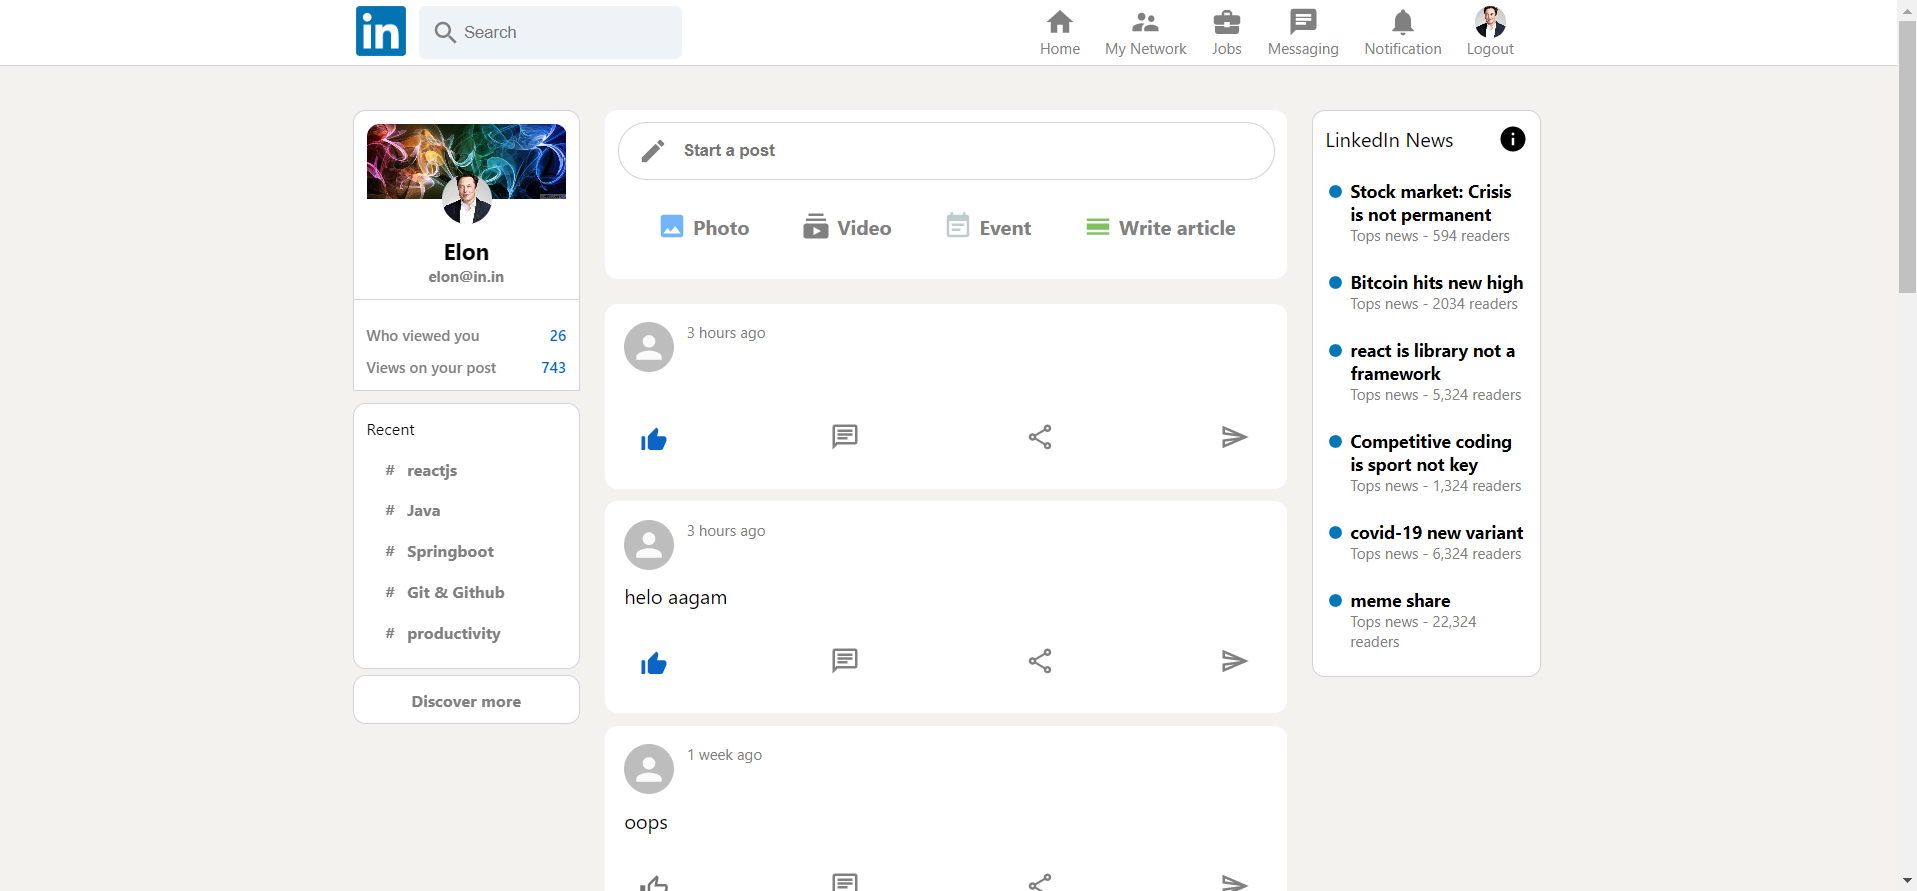 in
Search
Home
My Network
Jobs
Messaging
Notification
Logout
Elon
elon@in.in
Who viewed you 26
Views on your post 743
Recent
# reactjs
# Java
# Springboot
# Git & Github
# productivity
Discover more
Start a post
Photo
Video
Event
Write article
3 hours ago
3 hours ago
helo aagam
1 week ago
oops
LinkedIn News
Stock market: Crisis
is not permanent
Tops news - 594 readers
Bitcoin hits new high
Tops news - 2034 readers
react is library not a
framework
Tops news - 5,324 readers
Competitive coding
is sport not key
Tops news - 1,324 readers
covid-19 new variant
Tops news - 6,324 readers
meme share
Tops news - 22,324
readers